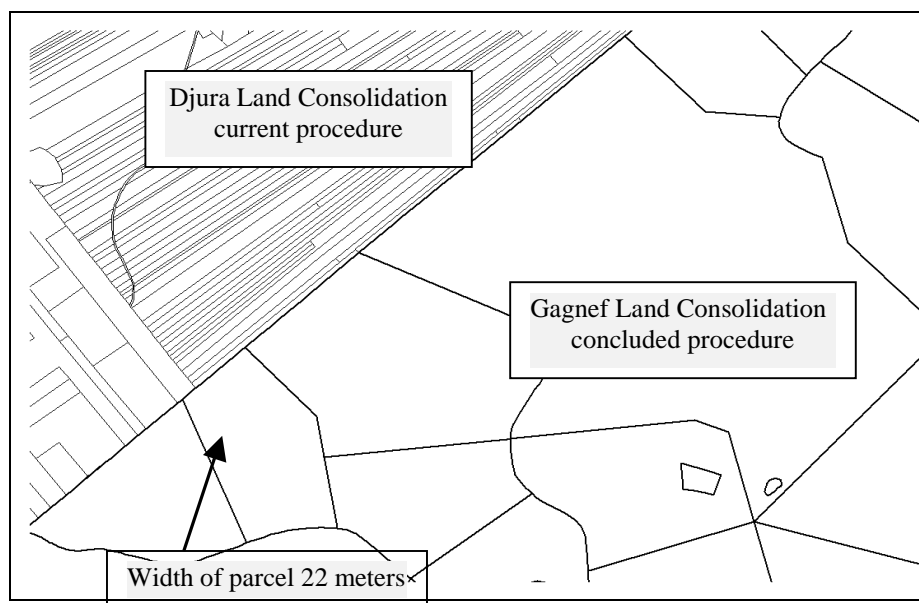 Djura Land Consolidation
current procedure
Gagnef Land Consolidation
concluded procedure
Width of parcel 22 meters